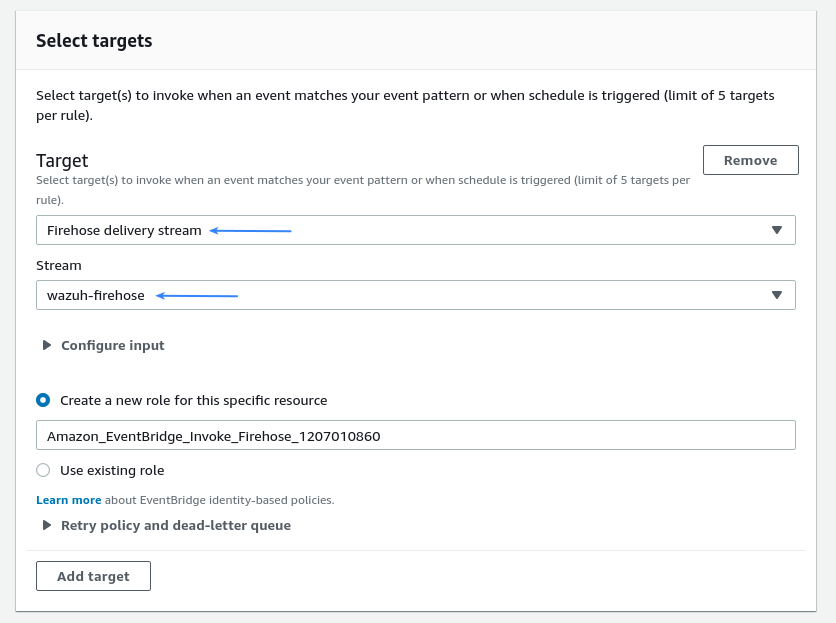 Select targets
Select target(s) to invoke when an event matches your event pattern or when schedule is triggered (limit of 5 targets
per rule).
Target
Remove
Select target(s) to invoke when an event matches your event pattern or when schedule is triggered (limit of 5 targets per
rule).
Firehose delivery stream
Stream
wazuh-firehose
Configure input
Create a new role for this specific resource
Amazon_EventBridge_Invoke_Firehose_1207010860
Use existing role
Learn more about EventBridge identity-based policies.
Retry policy and dead-letter queue
Add target